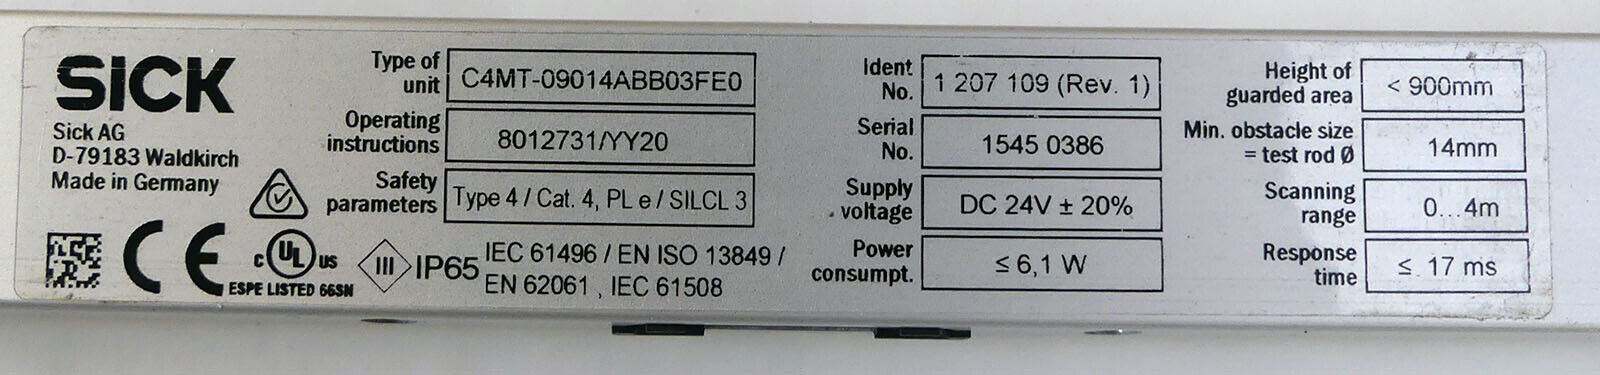 SICK
Sick AG
D-79183 Waldkirch
Made in Germany
CE
Type of unit C4MT-09014ABB03FE0
Operating instructions 8012731/YY20
Safety parameters Type 4 / Cat. 4, PL e / SILCL 3
c UL US
ESPE LISTED 66SN
III
IP65
IEC 61496 / EN ISO 13849 /
EN 62061 , IEC 61508
Ident No. 1 207 109 (Rev. 1)
Serial No. 1545 0386
Supply voltage DC 24V ± 20%
Power consumpt. ≤ 6,1 W
Height of guarded area < 900mm
Min. obstacle size = test rod Ø 14mm
Scanning range 0...4m
Response time ≤ 17 ms